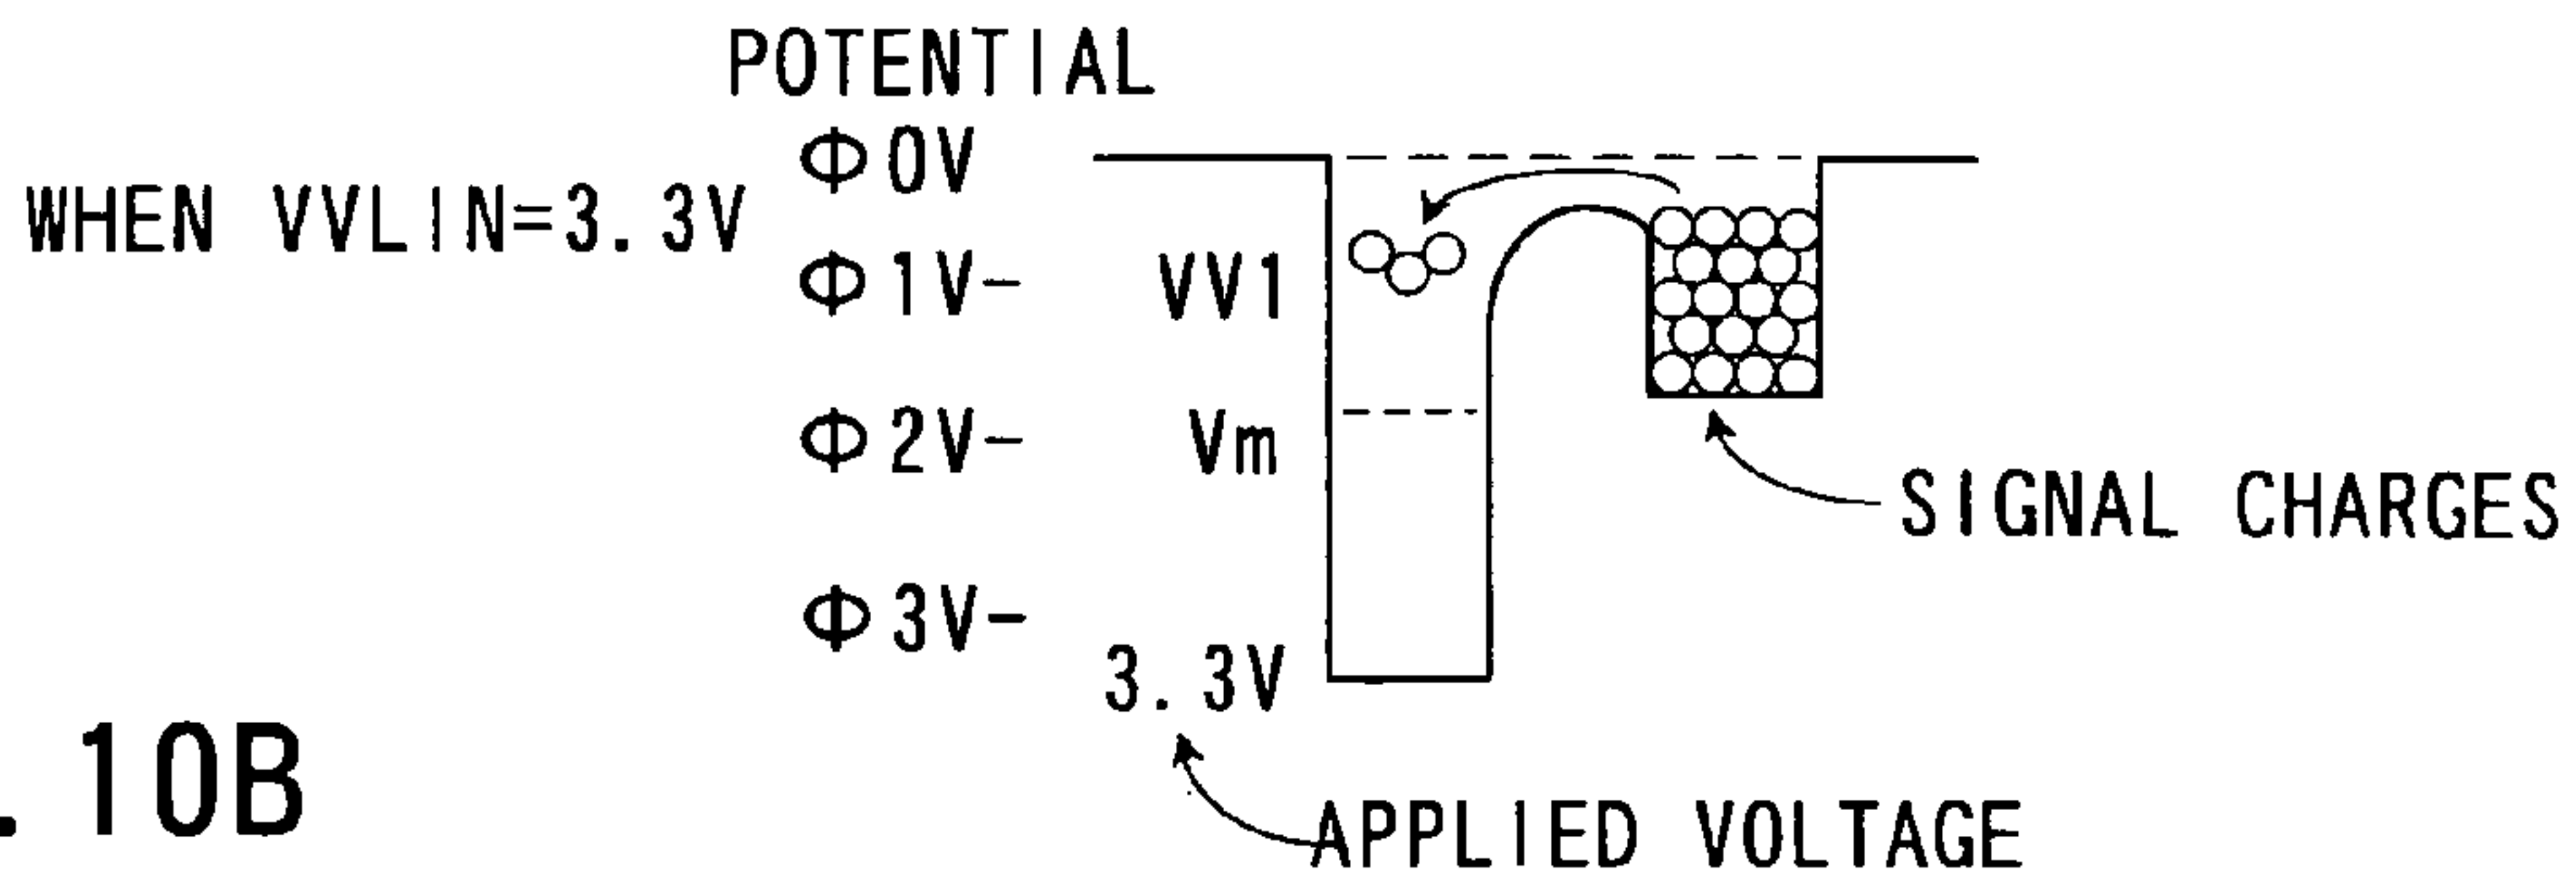 POTENTIAL
Φ0V
WHEN VVLIN=3.3V
Φ1V- VV1
Φ2V- Vm
SIGNAL CHARGES
Φ3V-
3.3V
.10B
APPLIED VOLTAGE